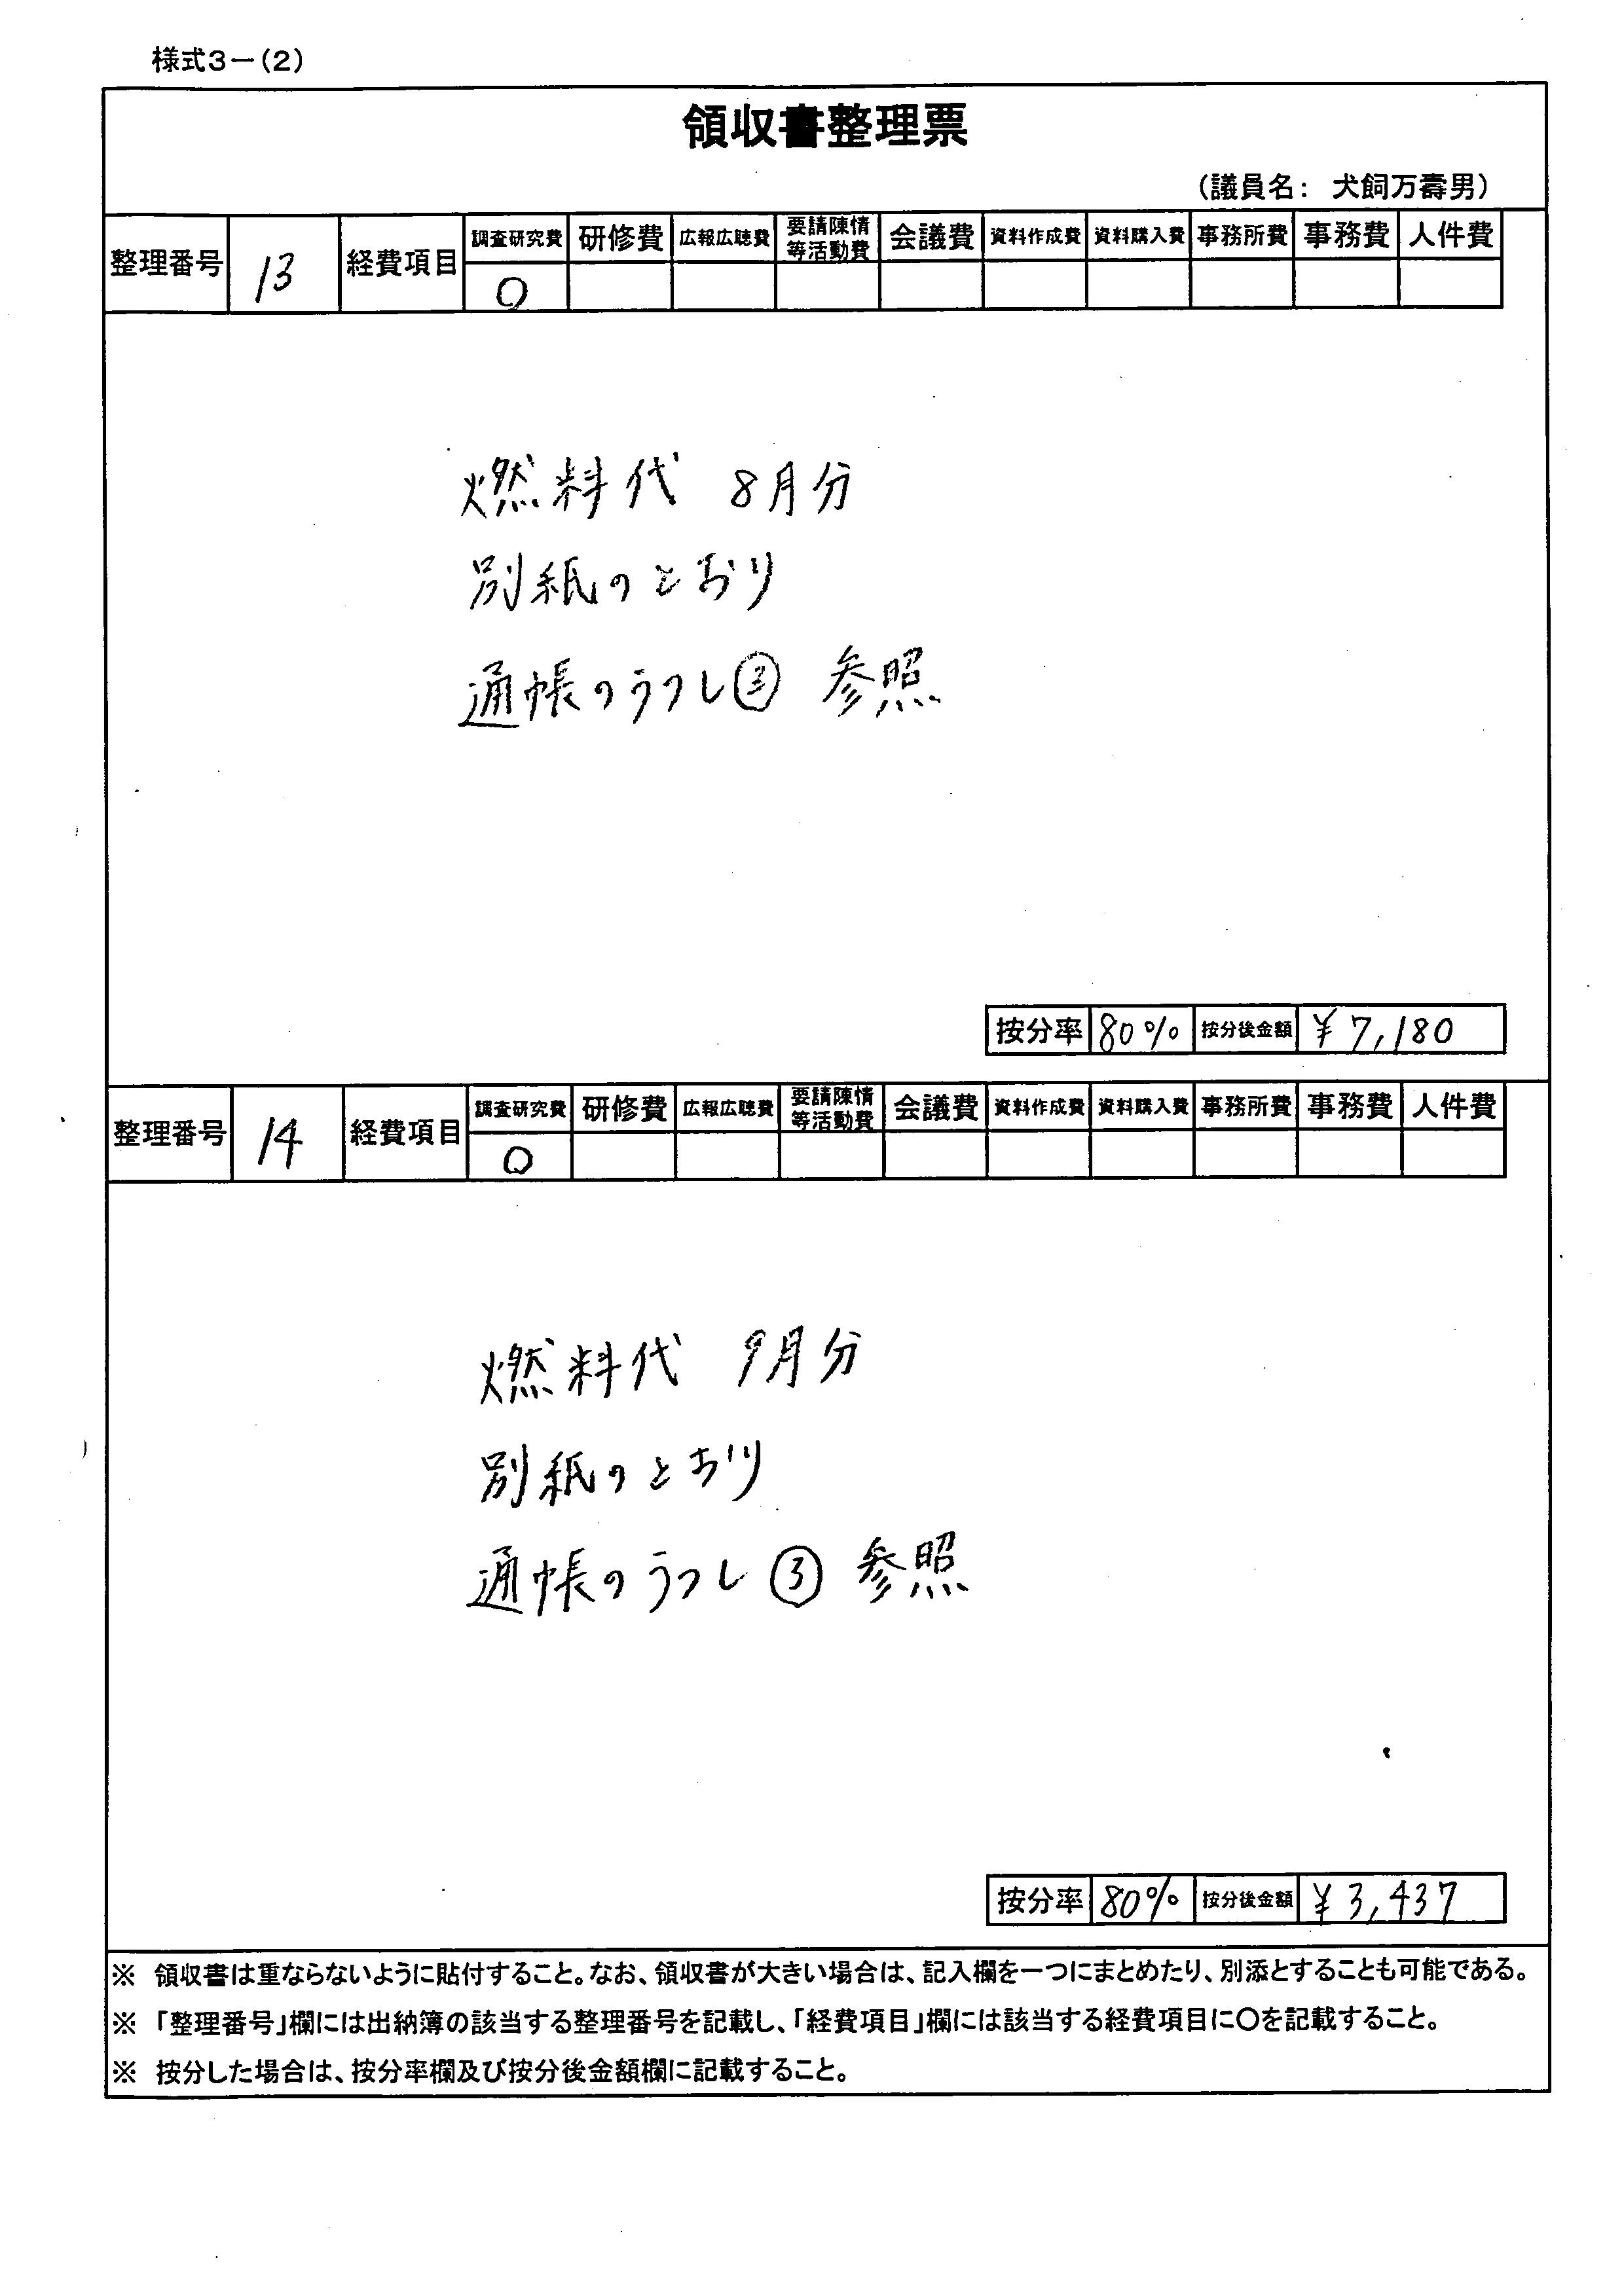 様式3－(2)
領収書整理票
（議員名： 犬飼万壽男）
整理番号 13 経費項目 調査研究費 研修費 広報広聴費 要請陳情等活動費 会議費 資料作成費 資料購入費 事務所費 事務費 人件費
○
燃料代 8月分
別紙のとおり
通帳のうつし 参照
按分率 80% 按分後金額 ￥7,180
整理番号 14 経費項目 調査研究費 研修費 広報広聴費 要請陳情等活動費 会議費 資料作成費 資料購入費 事務所費 事務費 人件費
○
燃料代 9月分
別紙のとおり
通帳のうつし ③ 参照
按分率 80% 按分後金額 ￥3,437
※ 領収書は重ならないように貼付すること。なお、領収書が大きい場合は、記入欄を一つにまとめたり、別添とすることも可能である。
※ 「整理番号」欄には出納簿の該当する整理番号を記載し、「経費項目」欄には該当する経費項目に○を記載すること。
※ 按分した場合は、按分率欄及び按分後金額欄に記載すること。